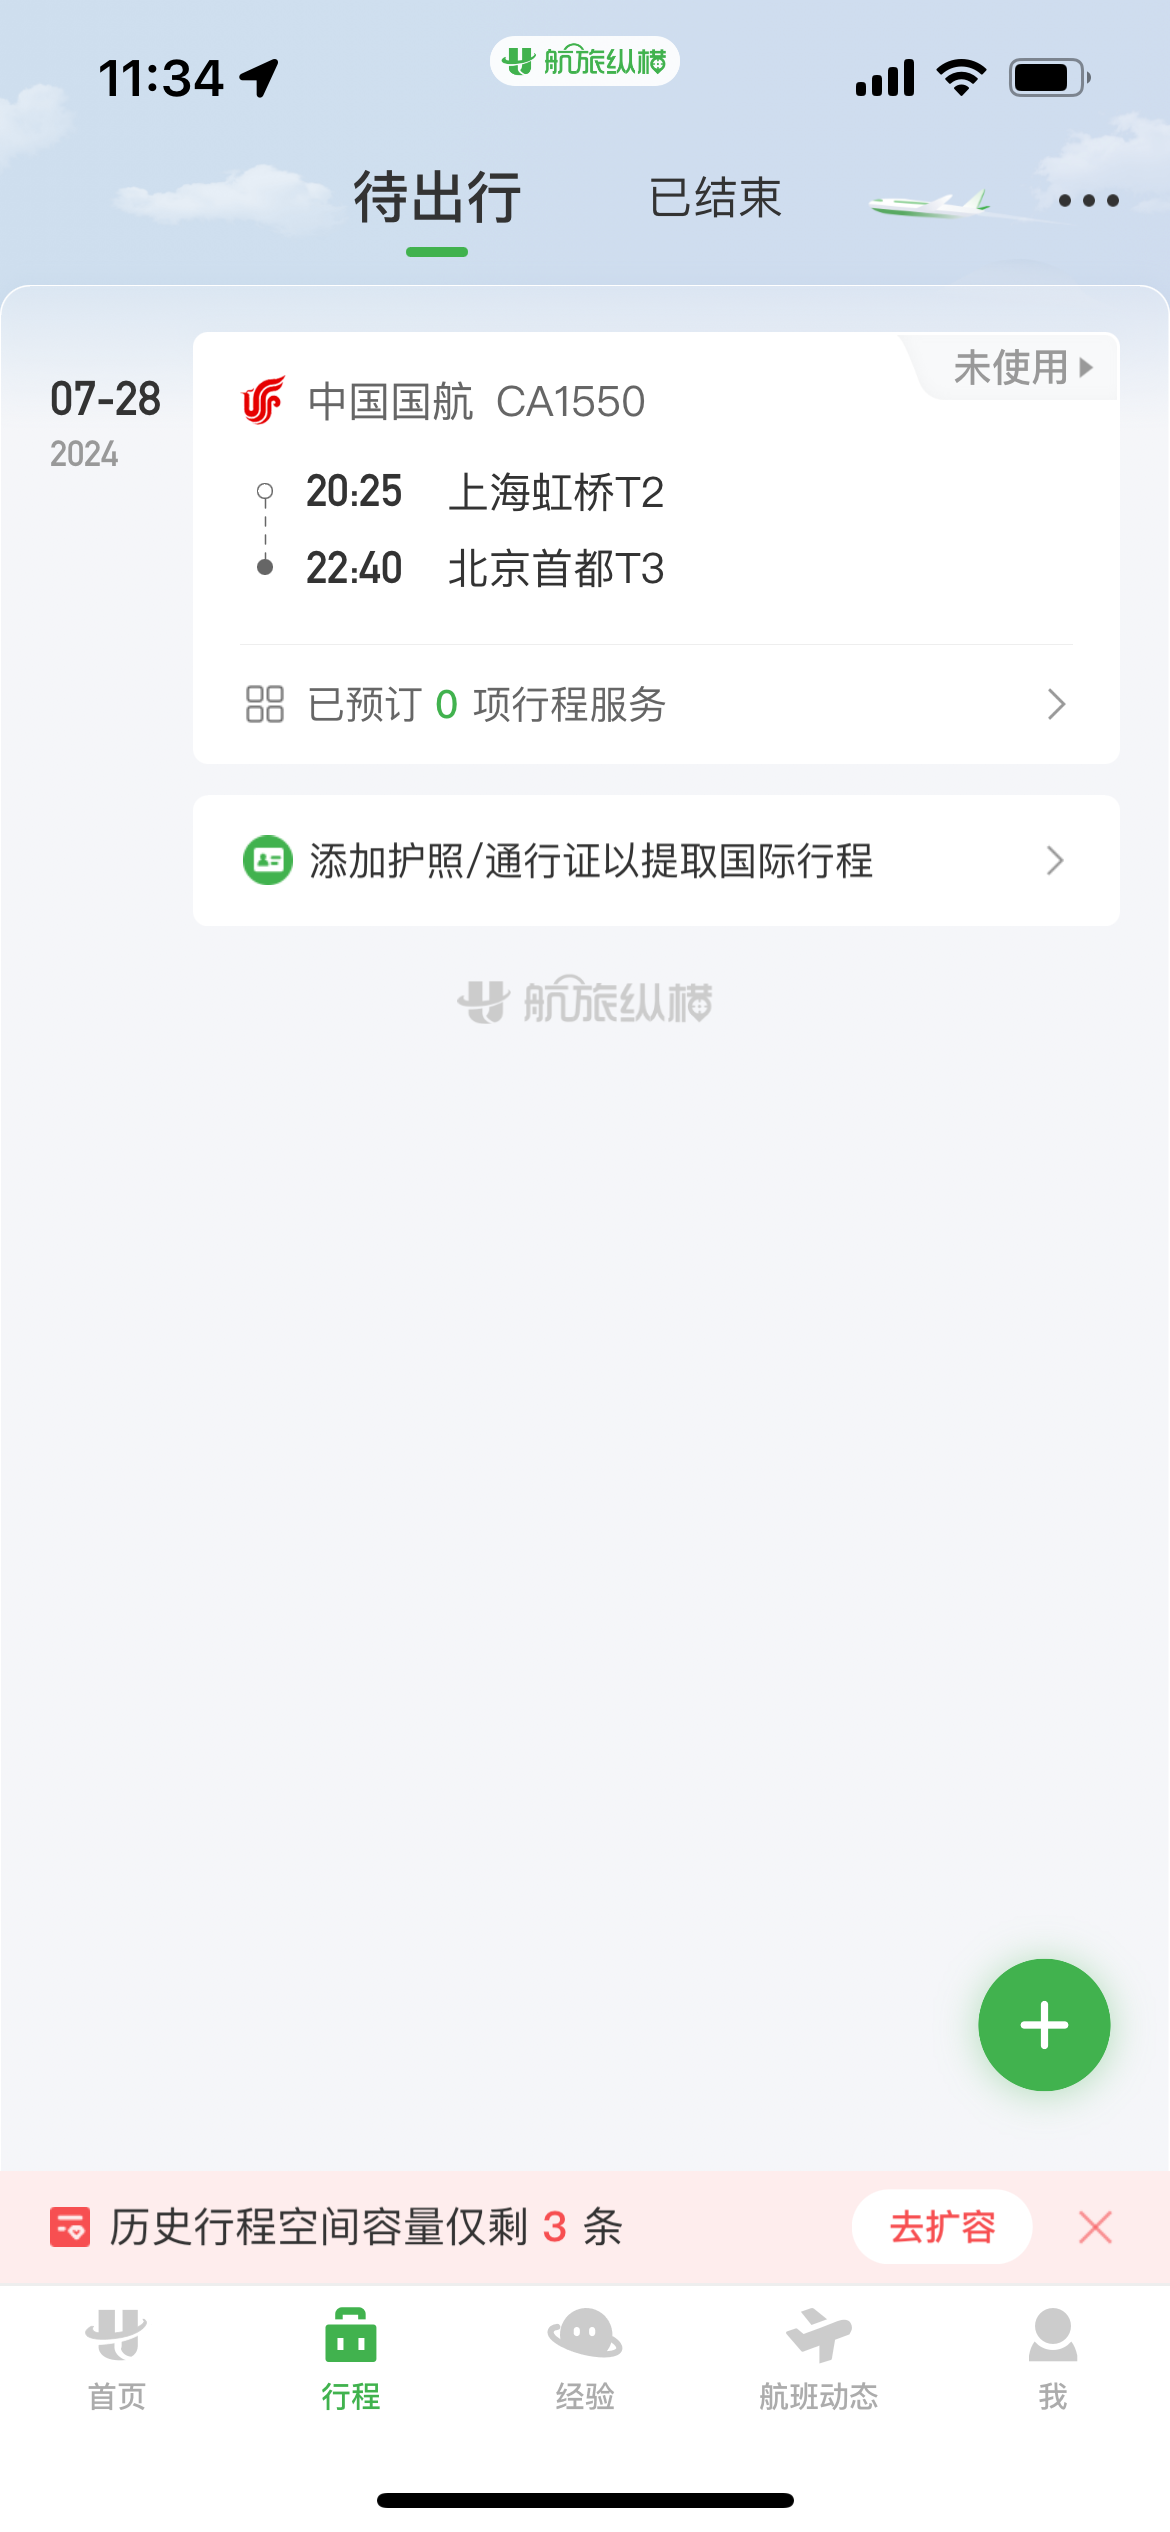 11:34
航旅纵横
待出行
已结束
07-28
2024
中国国航 CA1550
未使用
20:25 上海虹桥T2
22:40 北京首都T3
已预订 0 项行程服务
添加护照/通行证以提取国际行程
航旅纵横
历史行程空间容量仅剩 3 条
去扩容
首页
行程
经验
航班动态
我